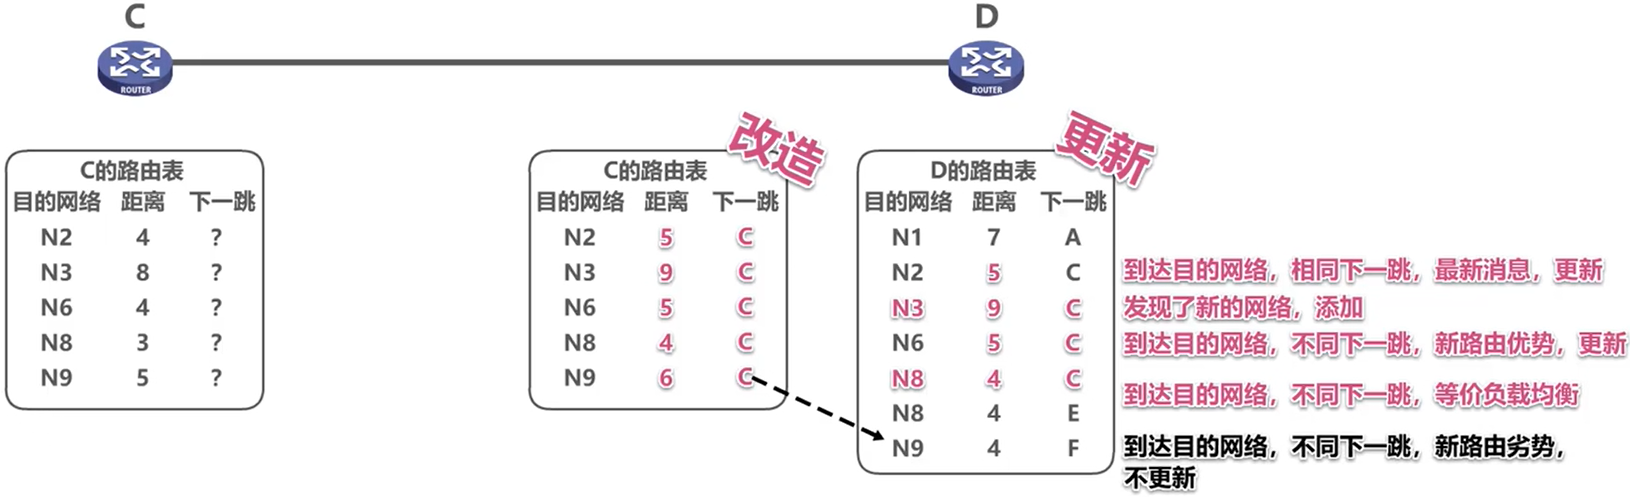 C
D
ROUTER
ROUTER
C的路由表
目的网络 距离 下一跳
N2 4 ?
N3 8 ?
N6 4 ?
N8 3 ?
N9 5 ?
改造
C的路由表
目的网络 距离 下一跳
N2 5 C
N3 9 C
N6 5 C
N8 4 C
N9 6 C
更新
D的路由表
目的网络 距离 下一跳
N1 7 A
N2 5 C
N3 9 C
N6 5 C
N8 4 C
N8 4 E
N9 4 F
到达目的网络，相同下一跳，最新消息，更新
发现了新的网络，添加
到达目的网络，不同下一跳，新路由优势，更新
到达目的网络，不同下一跳，等价负载均衡
到达目的网络，不同下一跳，新路由劣势，
不更新